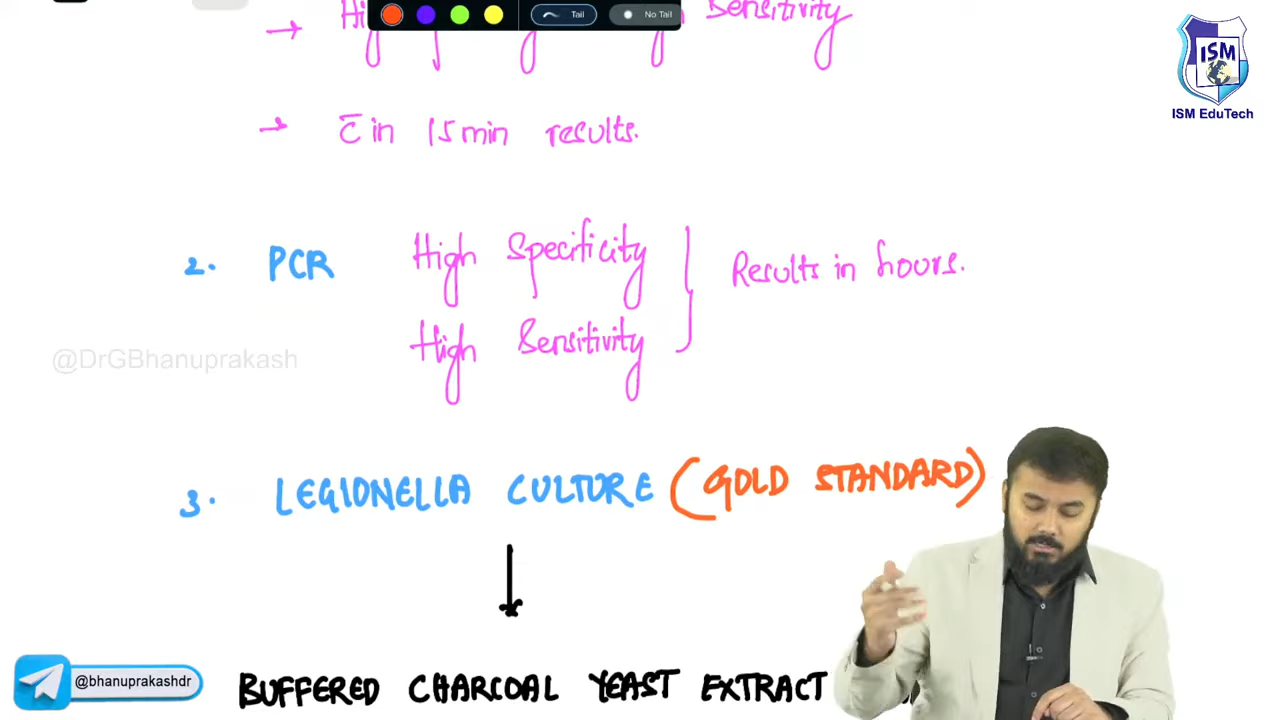 Sensitivity
Tail
No Tail
ISM
ISM EduTech
→ c̄ in 15 min results.
2. PCR High Specificity
High Sensitivity
Results in hours.
@DrGBhanuprakash
3. LEGIONELLA CULTURE (GOLD STANDARD)
@bhanuprakashdr
BUFFERED CHARCOAL YEAST EXTRACT